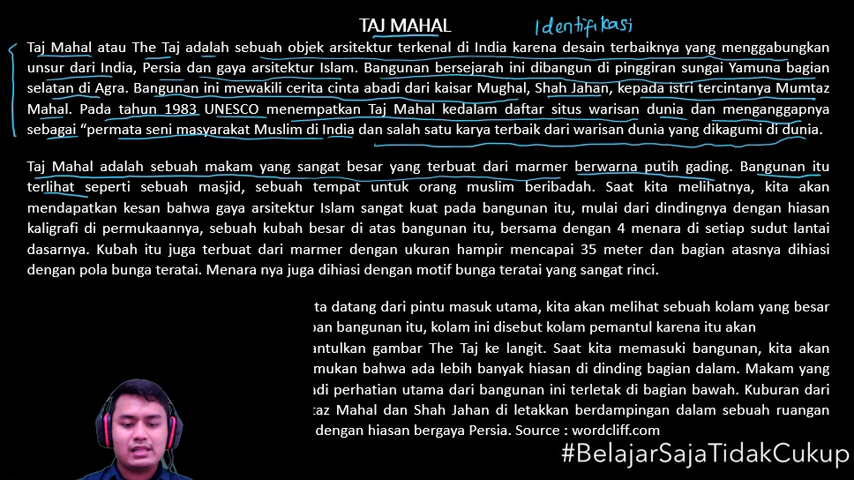 TAJ MAHAL
Identifikasi
Taj Mahal atau The Taj adalah sebuah objek arsitektur terkenal di India karena desain terbaiknya yang menggabungkan
unsur dari India, Persia dan gaya arsitektur Islam. Bangunan bersejarah ini dibangun di pinggiran sungai Yamuna bagian
selatan di Agra. Bangunan ini mewakili cerita cinta abadi dari kaisar Mughal, Shah Jahan, kepada istri tercintanya Mumtaz
Mahal. Pada tahun 1983 UNESCO menempatkan Taj Mahal kedalam daftar situs warisan dunia dan menganggapnya
sebagai “permata seni masyarakat Muslim di India dan salah satu karya terbaik dari warisan dunia yang dikagumi di dunia.
Taj Mahal adalah sebuah makam yang sangat besar yang terbuat dari marmer berwarna putih gading. Bangunan itu
terlihat seperti sebuah masjid, sebuah tempat untuk orang muslim beribadah. Saat kita melihatnya, kita akan
mendapatkan kesan bahwa gaya arsitektur Islam sangat kuat pada bangunan itu, mulai dari dindingnya dengan hiasan
kaligrafi di permukaannya, sebuah kubah besar di atas bangunan itu, bersama dengan 4 menara di setiap sudut lantai
dasarnya. Kubah itu juga terbuat dari marmer dengan ukuran hampir mencapai 35 meter dan bagian atasnya dihiasi
dengan pola bunga teratai. Menara nya juga dihiasi dengan motif bunga teratai yang sangat rinci.
ta datang dari pintu masuk utama, kita akan melihat sebuah kolam yang besar
pan bangunan itu, kolam ini disebut kolam pemantul karena itu akan
antulkan gambar The Taj ke langit. Saat kita memasuki bangunan, kita akan
mukan bahwa ada lebih banyak hiasan di dinding bagian dalam. Makam yang
adi perhatian utama dari bangunan ini terletak di bagian bawah. Kuburan dari
taz Mahal dan Shah Jahan di letakkan berdampingan dalam sebuah ruangan
dengan hiasan bergaya Persia. Source : wordcliff.com
#BelajarSajaTidakCukup